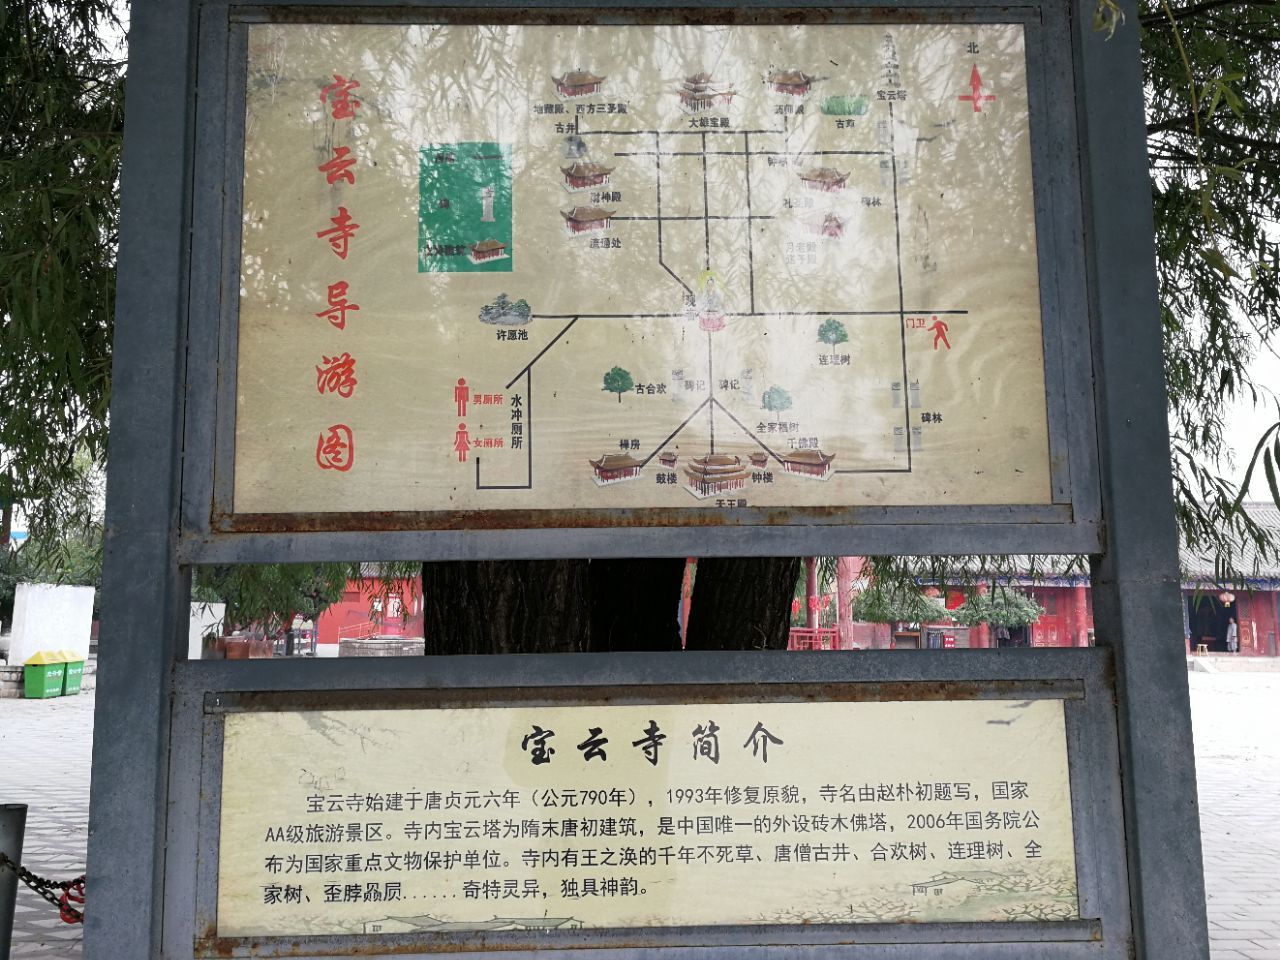 宝云寺导游图
北
地藏殿、西方三圣殿
大雄宝殿
药师殿
宝云塔
古井
古草
钟
财神殿
碑林
流通处
月老殿
送子殿
许愿池
门卫
连理树
男厕所
古合欢
碑记
碑记
水冲厕所
碑林
全家福树
女厕所
禅房
千佛殿
鼓楼
钟楼
天王殿
宝云寺简介
宝云寺始建于唐贞元六年（公元790年），1993年修复原貌，寺名由赵朴初题写，国家
AA级旅游景区。寺内宝云塔为隋末唐初建筑，是中国唯一的外设砖木佛塔，2006年国务院公
布为国家重点文物保护单位。寺内有王之涣的千年不死草、唐僧古井、合欢树、连理树、全
家树、歪脖赑屃......奇特灵异，独具神韵。